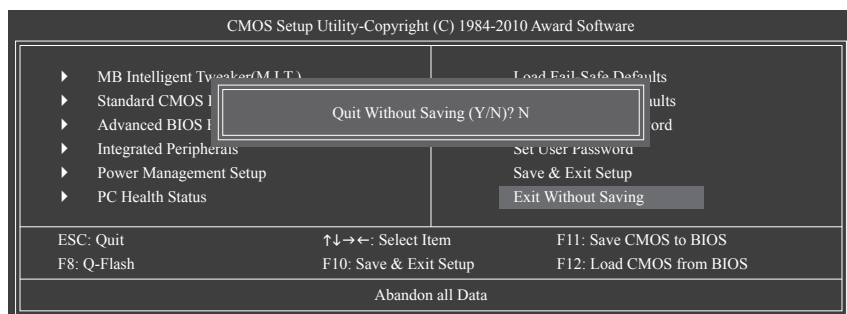 CMOS Setup Utility-Copyright (C) 1984-2010 Award Software
MB Intelligent Tweaker(M.I.T.)
Standard CMOS
Advanced BIOS
Integrated Peripherals
Power Management Setup
PC Health Status
Load Fail-Safe Defaults
Set User Password
Save & Exit Setup
Exit Without Saving
Quit Without Saving (Y/N)? N
ESC: Quit
↑↓→←: Select Item
F11: Save CMOS to BIOS
F8: Q-Flash
F10: Save & Exit Setup
F12: Load CMOS from BIOS
Abandon all Data